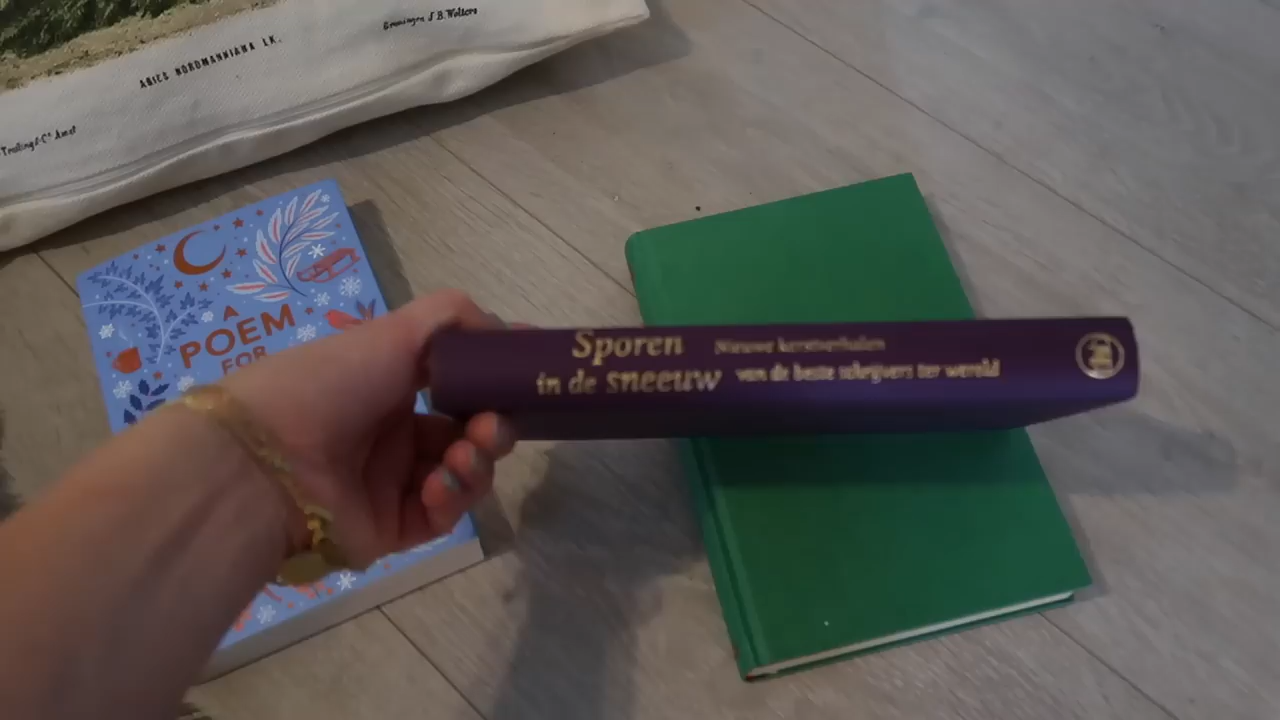 Groningen J.B. Wolters
ABIES NORDMANNIANA LK.
A
POEM
FOR
Sporen
in de sneeuw
Nieuwe kerstverhalen
van de beste schrijvers ter wereld